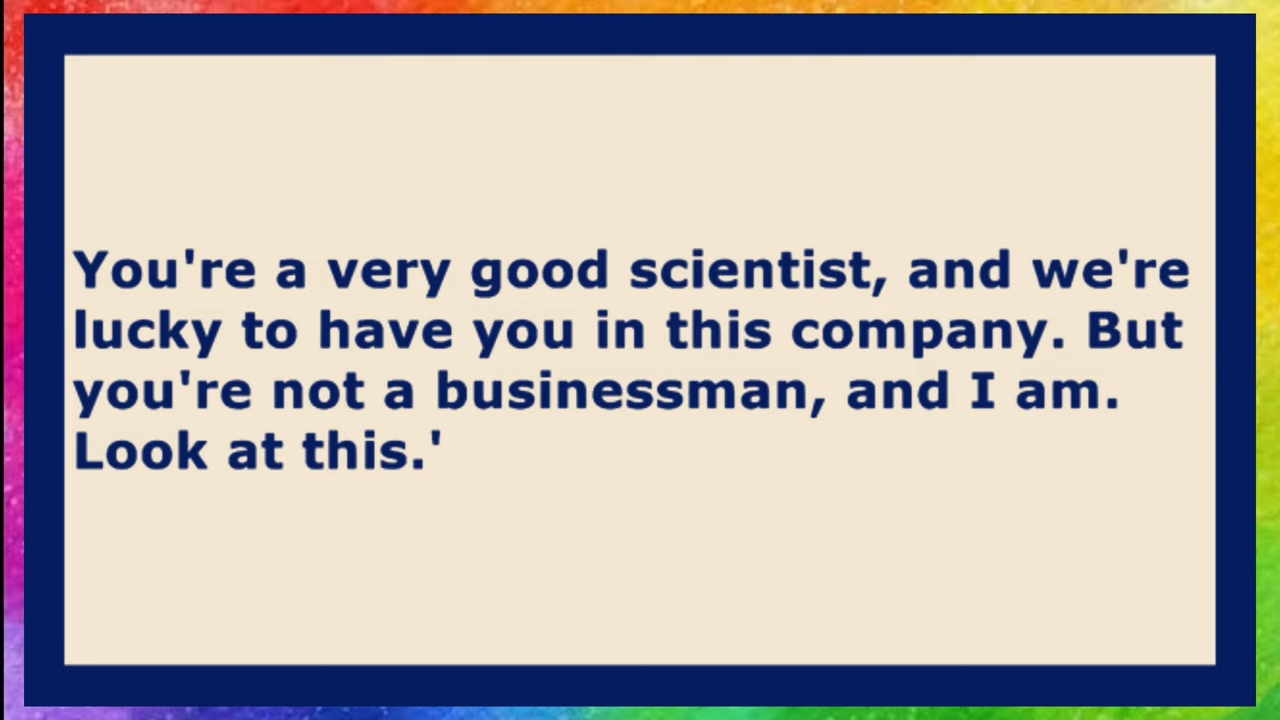 You're a very good scientist, and we're
lucky to have you in this company. But
you're not a businessman, and I am.
Look at this.'